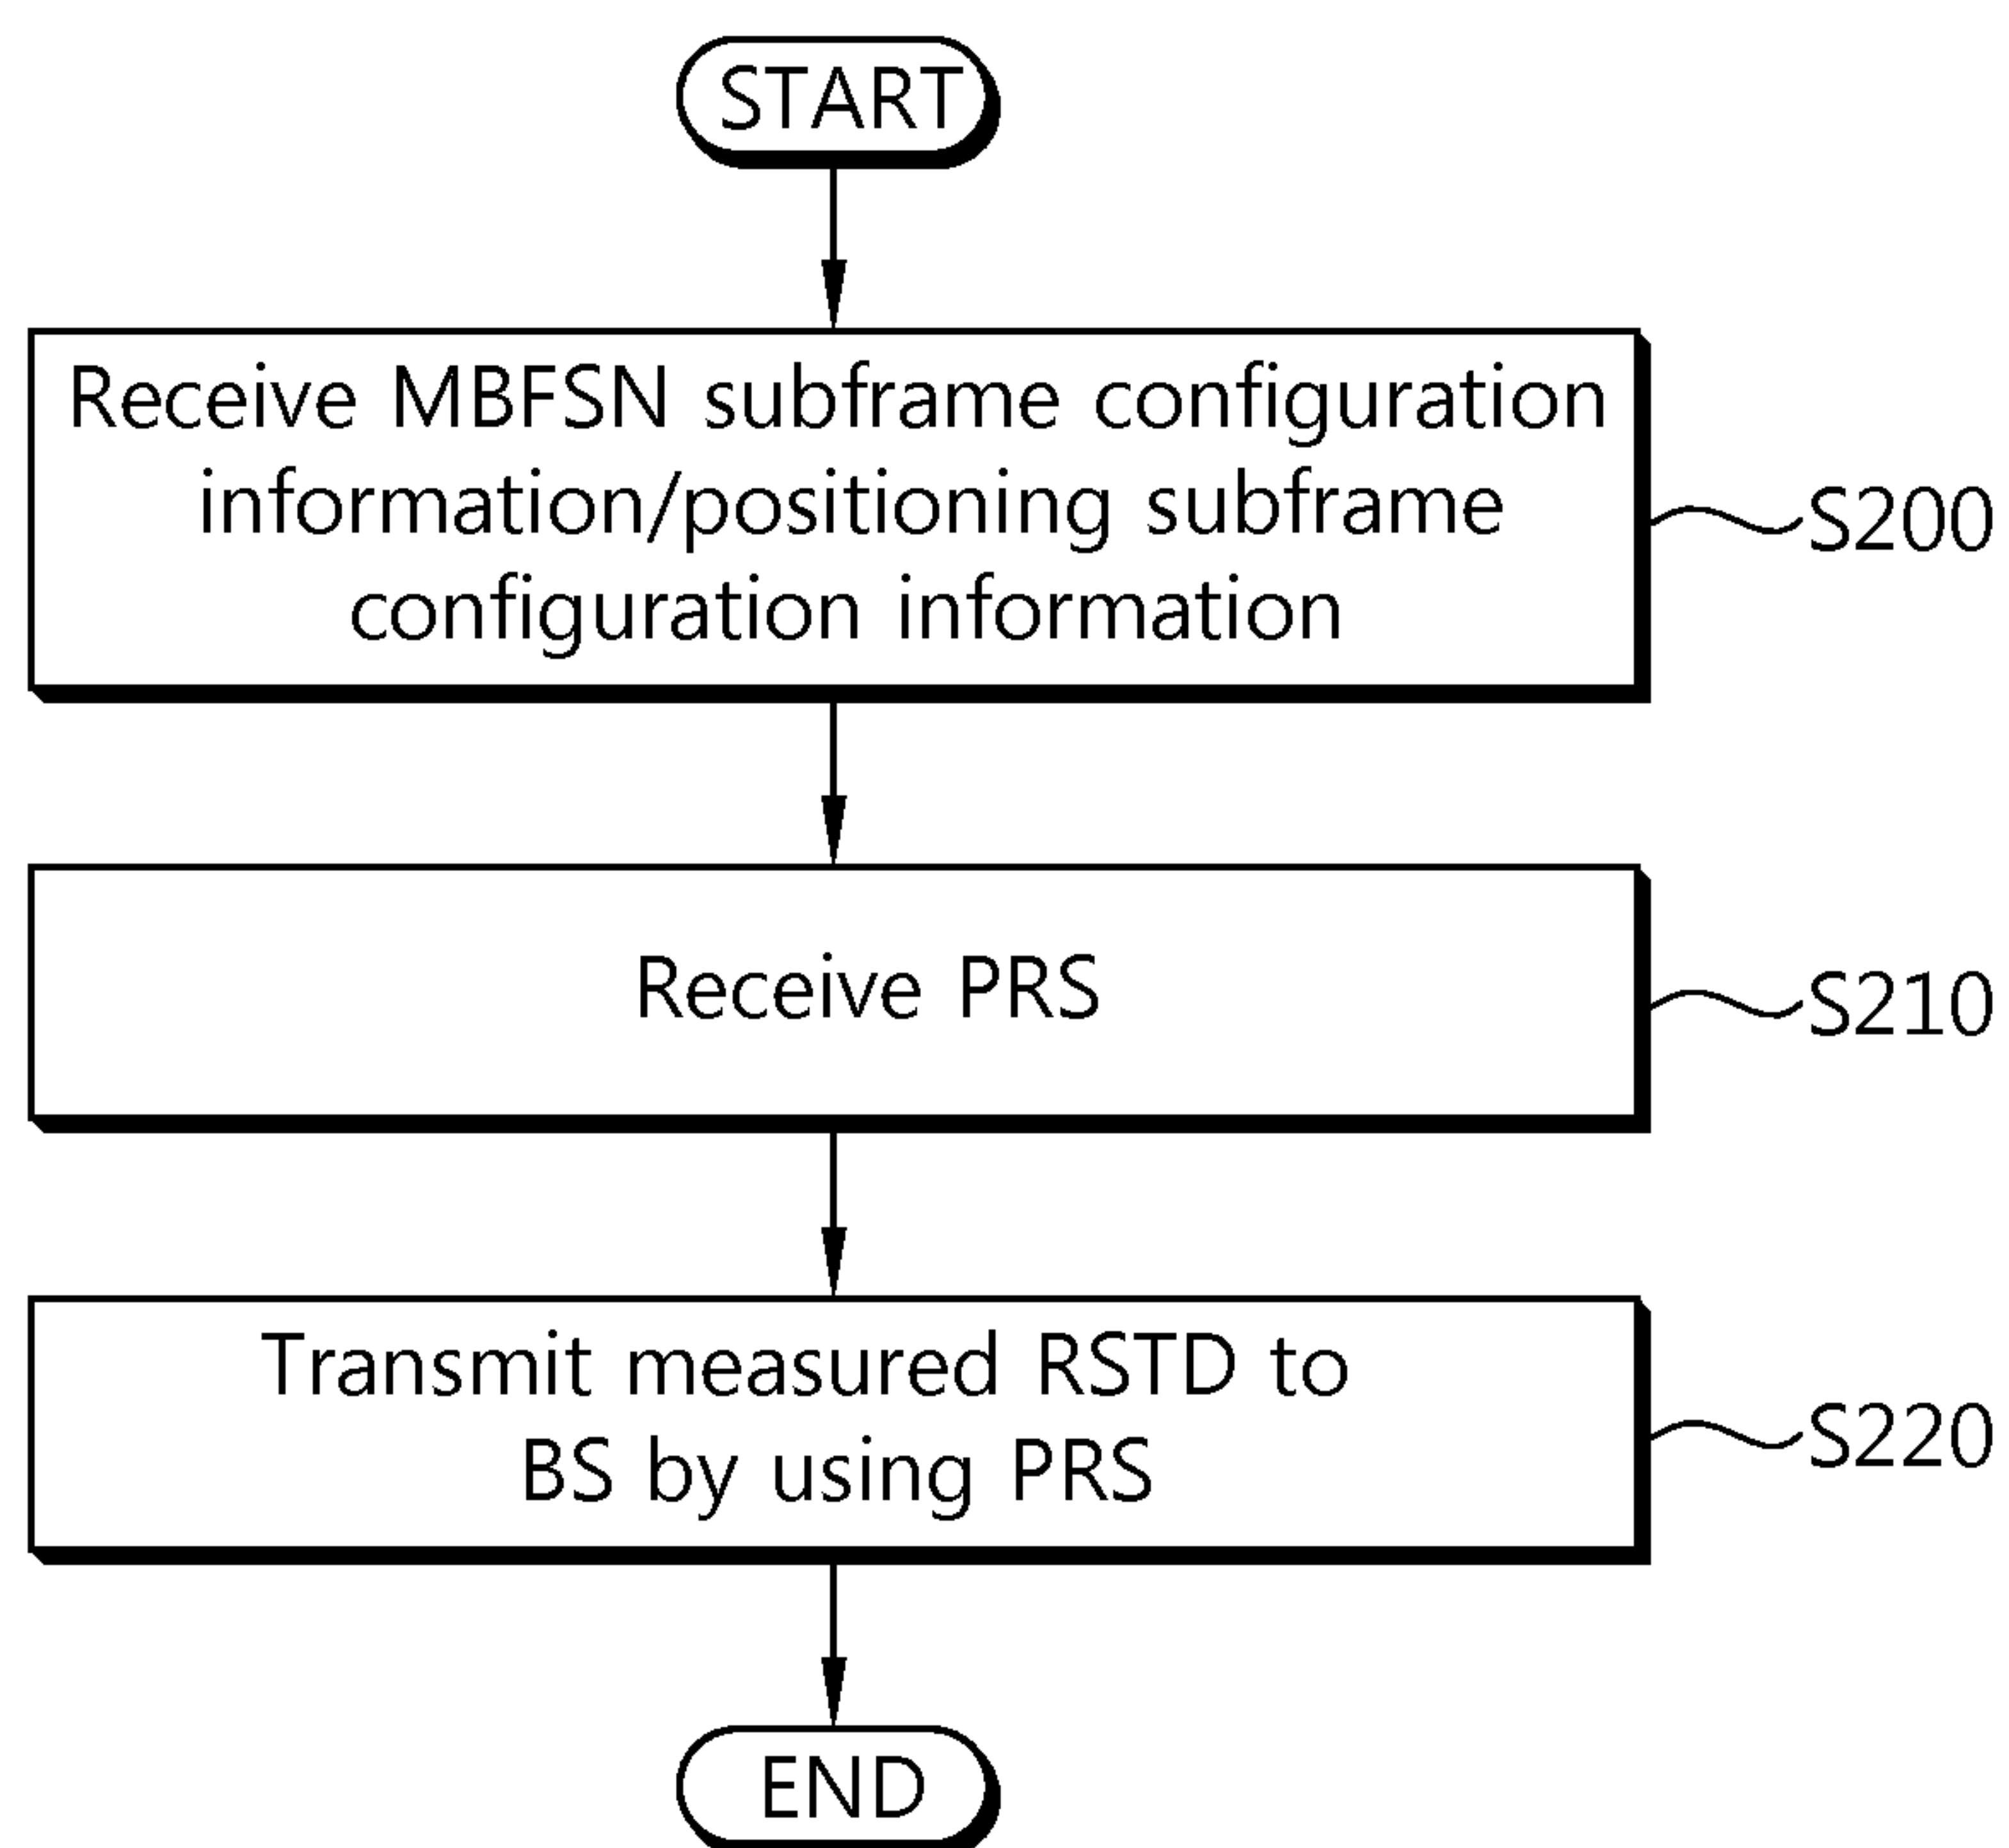 START
Receive MBFSN subframe configuration
information/positioning subframe
configuration information
S200
Receive PRS
S210
Transmit measured RSTD to
BS by using PRS
S220
END